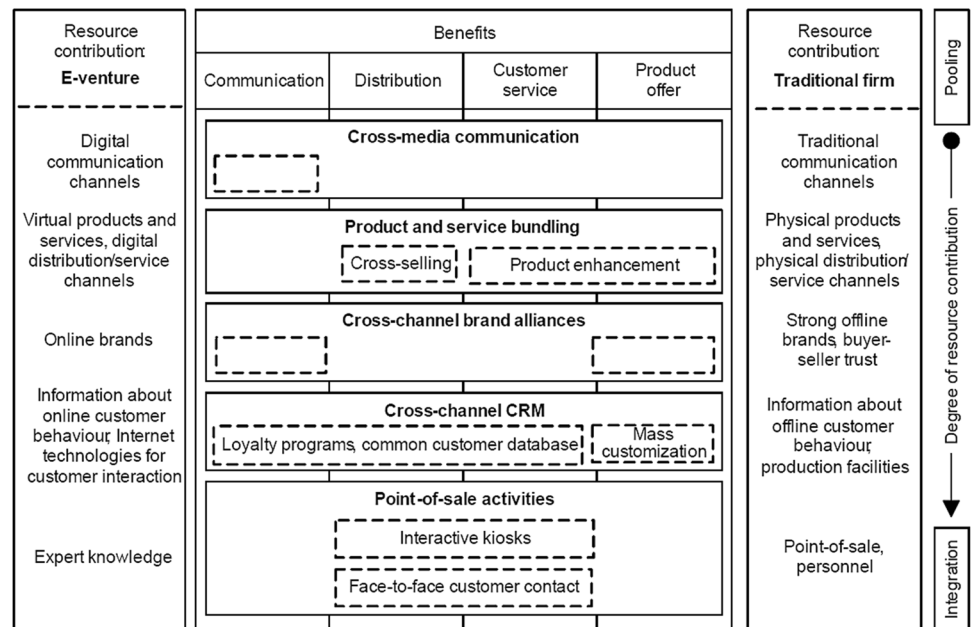 Resource
contribution:
E-venture
Digital
communication
channels
Virtual products and
services, digital
distribution/service
channels
Online brands
Information about
online customer
behaviour, Internet
technologies for
customer interaction
Expert knowledge
Benefits
Communication
Distribution
Customer
service
Product
offer
Cross-media communication
Product and service bundling
Cross-selling
Product enhancement
Cross-channel brand alliances
Cross-channel CRM
Loyalty programs, common customer database
Mass
customization
Point-of-sale activities
Interactive kiosks
Face-to-face customer contact
Resource
contribution:
Traditional firm
Traditional
communication
channels
Physical products
and services,
physical distribution/
service channels
Strong offline
brands, buyer-
seller trust
Information about
offline customer
behaviour,
production facilities
Point-of-sale,
personnel
Pooling
Degree of resource contribution
Integration